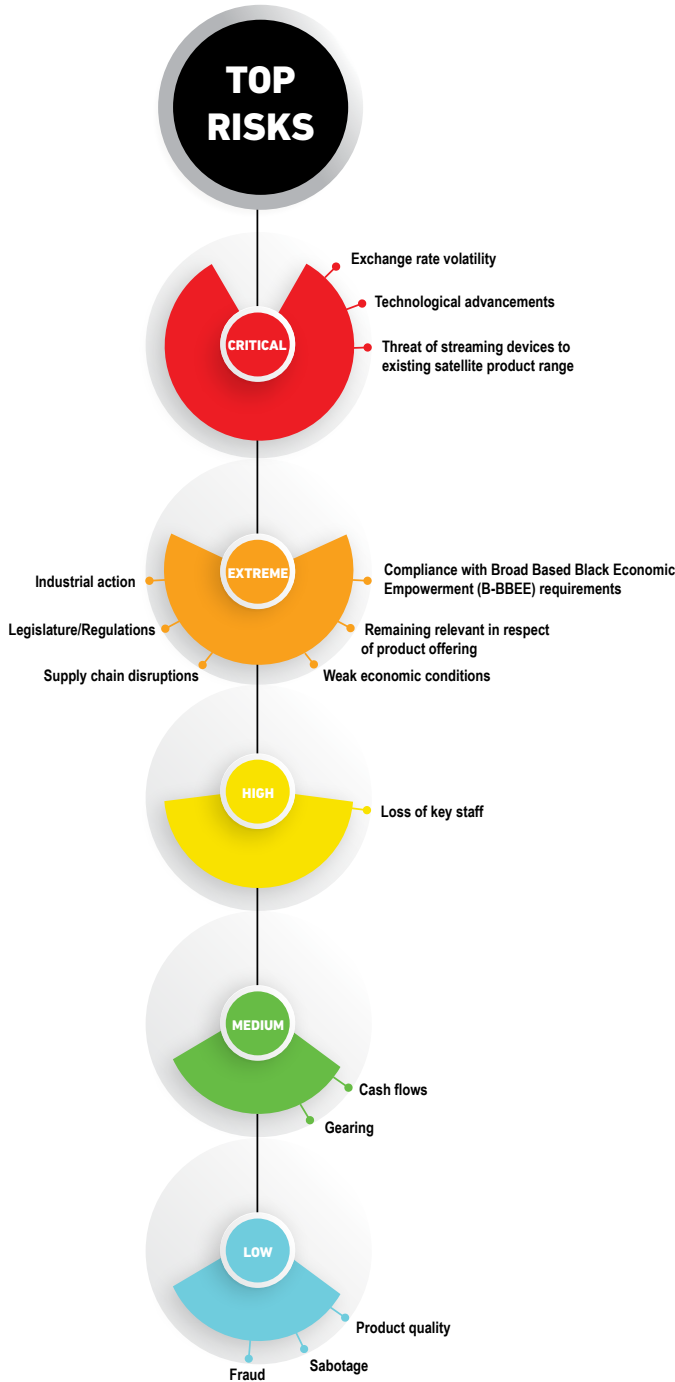 TOP
RISKS
Exchange rate volatility
Technological advancements
CRITICAL
Threat of streaming devices to
existing satellite product range
EXTREME
Industrial action
Legislature/Regulations
Supply chain disruptions
Compliance with Broad Based Black Economic
Empowerment (B-BBEE) requirements
Remaining relevant in respect
of product offering
Weak economic conditions
HIGH
Loss of key staff
MEDIUM
Cash flows
Gearing
LOW
Product quality
Sabotage
Fraud